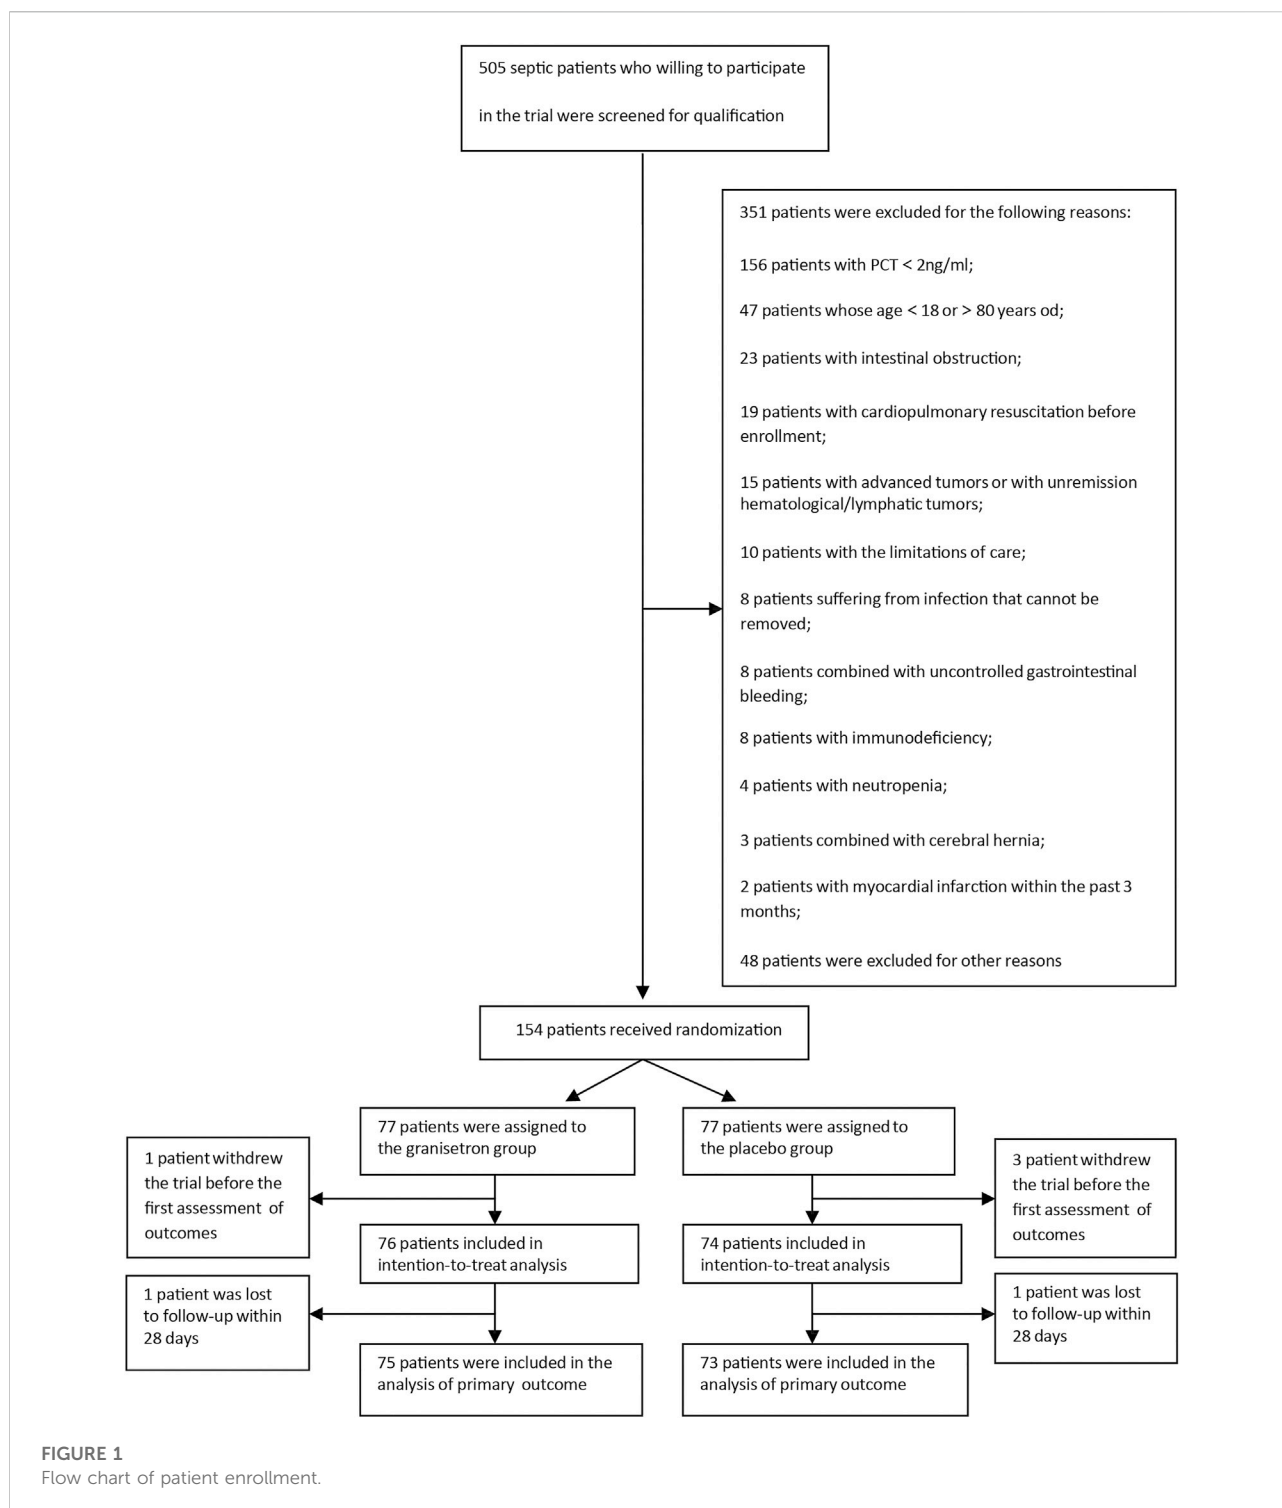 505 septic patients who willing to participate
in the trial were screened for qualification
351 patients were excluded for the following reasons:
156 patients with PCT < 2ng/ml;
47 patients whose age < 18 or > 80 years od;
23 patients with intestinal obstruction;
19 patients with cardiopulmonary resuscitation before
enrollment;
15 patients with advanced tumors or with unremission
hematological/lymphatic tumors;
10 patients with the limitations of care;
8 patients suffering from infection that cannot be
removed;
8 patients combined with uncontrolled gastrointestinal
bleeding;
8 patients with immunodeficiency;
4 patients with neutropenia;
3 patients combined with cerebral hernia;
2 patients with myocardial infarction within the past 3
months;
48 patients were excluded for other reasons
154 patients received randomization
77 patients were assigned to
the granisetron group
77 patients were assigned to
the placebo group
1 patient withdrew
the trial before the
first assessment of
outcomes
3 patient withdrew
the trial before the
first assessment of
outcomes
76 patients included in
intention-to-treat analysis
74 patients included in
intention-to-treat analysis
1 patient was lost
to follow-up within
28 days
1 patient was lost
to follow-up within
28 days
75 patients were included in the
analysis of primary outcome
73 patients were included in the
analysis of primary outcome
FIGURE 1
Flow chart of patient enrollment.